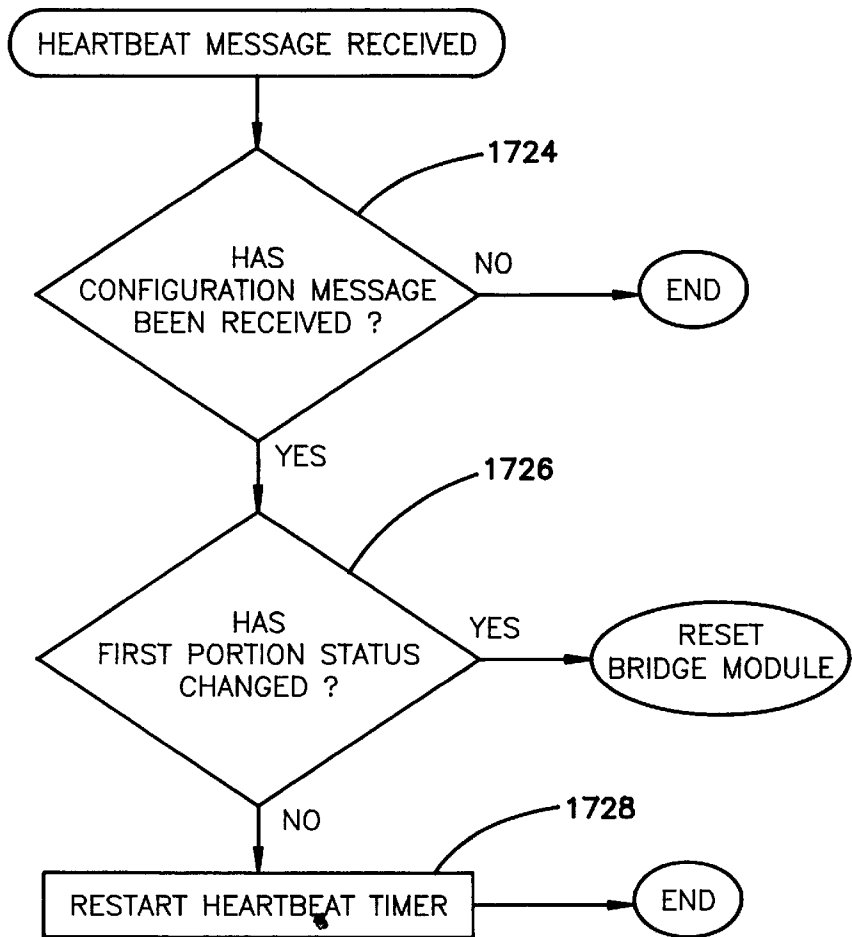 HEARTBEAT MESSAGE RECEIVED
1724
HAS
CONFIGURATION MESSAGE
BEEN RECEIVED ?
NO
END
YES
1726
HAS
FIRST PORTION STATUS
CHANGED ?
YES
RESET
BRIDGE MODULE
NO
1728
RESTART HEARTBEAT TIMER
END